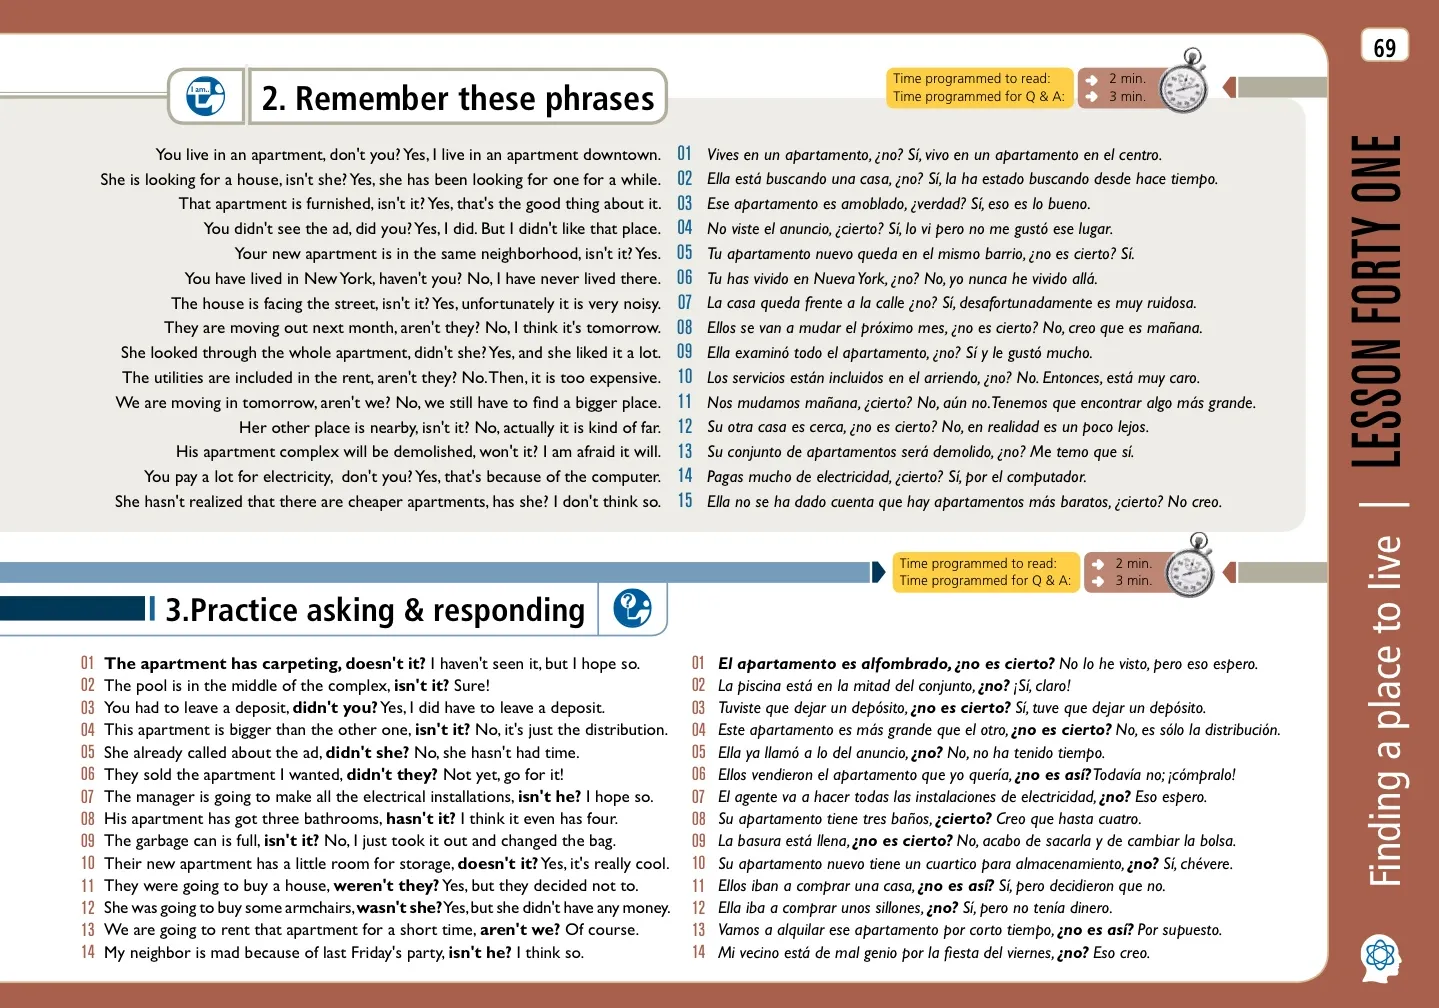 69
I am..
2. Remember these phrases
Time programmed to read: 2 min.
Time programmed for Q & A: 3 min.
You live in an apartment, don't you? Yes, I live in an apartment downtown. 01 Vives en un apartamento, ¿no? Sí, vivo en un apartamento en el centro.
She is looking for a house, isn't she? Yes, she has been looking for one for a while. 02 Ella está buscando una casa, ¿no? Sí, la ha estado buscando desde hace tiempo.
That apartment is furnished, isn't it? Yes, that's the good thing about it. 03 Ese apartamento es amoblado, ¿verdad? Sí, eso es lo bueno.
You didn't see the ad, did you? Yes, I did. But I didn't like that place. 04 No viste el anuncio, ¿cierto? Sí, lo vi pero no me gustó ese lugar.
Your new apartment is in the same neighborhood, isn't it? Yes. 05 Tu apartamento nuevo queda en el mismo barrio, ¿no es cierto? Sí.
You have lived in New York, haven't you? No, I have never lived there. 06 Tu has vivido en Nueva York, ¿no? No, yo nunca he vivido allá.
The house is facing the street, isn't it? Yes, unfortunately it is very noisy. 07 La casa queda frente a la calle ¿no? Sí, desafortunadamente es muy ruidosa.
They are moving out next month, aren't they? No, I think it's tomorrow. 08 Ellos se van a mudar el próximo mes, ¿no es cierto? No, creo que es mañana.
She looked through the whole apartment, didn't she? Yes, and she liked it a lot. 09 Ella examinó todo el apartamento, ¿no? Sí y le gustó mucho.
The utilities are included in the rent, aren't they? No. Then, it is too expensive. 10 Los servicios están incluidos en el arriendo, ¿no? No. Entonces, está muy caro.
We are moving in tomorrow, aren't we? No, we still have to find a bigger place. 11 Nos mudamos mañana, ¿cierto? No, aún no. Tenemos que encontrar algo más grande.
Her other place is nearby, isn't it? No, actually it is kind of far. 12 Su otra casa es cerca, ¿no es cierto? No, en realidad es un poco lejos.
His apartment complex will be demolished, won't it? I am afraid it will. 13 Su conjunto de apartamentos será demolido, ¿no? Me temo que sí.
You pay a lot for electricity, don't you? Yes, that's because of the computer. 14 Pagas mucho de electricidad, ¿cierto? Sí, por el computador.
She hasn't realized that there are cheaper apartments, has she? I don't think so. 15 Ella no se ha dado cuenta que hay apartamentos más baratos, ¿cierto? No creo.
Time programmed to read: 2 min.
Time programmed for Q & A: 3 min.
3.Practice asking & responding
?
01 The apartment has carpeting, doesn't it? I haven't seen it, but I hope so. 01 El apartamento es alfombrado, ¿no es cierto? No lo he visto, pero eso espero.
02 The pool is in the middle of the complex, isn't it? Sure! 02 La piscina está en la mitad del conjunto, ¿no? ¡Sí, claro!
03 You had to leave a deposit, didn't you? Yes, I did have to leave a deposit. 03 Tuviste que dejar un depósito, ¿no es cierto? Sí, tuve que dejar un depósito.
04 This apartment is bigger than the other one, isn't it? No, it's just the distribution. 04 Este apartamento es más grande que el otro, ¿no es cierto? No, es sólo la distribución.
05 She already called about the ad, didn't she? No, she hasn't had time. 05 Ella ya llamó a lo del anuncio, ¿no? No, no ha tenido tiempo.
06 They sold the apartment I wanted, didn't they? Not yet, go for it! 06 Ellos vendieron el apartamento que yo quería, ¿no es así? Todavía no; ¡cómpralo!
07 The manager is going to make all the electrical installations, isn't he? I hope so. 07 El agente va a hacer todas las instalaciones de electricidad, ¿no? Eso espero.
08 His apartment has got three bathrooms, hasn't it? I think it even has four. 08 Su apartamento tiene tres baños, ¿cierto? Creo que hasta cuatro.
09 The garbage can is full, isn't it? No, I just took it out and changed the bag. 09 La basura está llena, ¿no es cierto? No, acabo de sacarla y de cambiar la bolsa.
10 Their new apartment has a little room for storage, doesn't it? Yes, it's really cool. 10 Su apartamento nuevo tiene un cuartico para almacenamiento, ¿no? Sí, chévere.
11 They were going to buy a house, weren't they? Yes, but they decided not to. 11 Ellos iban a comprar una casa, ¿no es así? Sí, pero decidieron que no.
12 She was going to buy some armchairs, wasn't she? Yes, but she didn't have any money. 12 Ella iba a comprar unos sillones, ¿no? Sí, pero no tenía dinero.
13 We are going to rent that apartment for a short time, aren't we? Of course. 13 Vamos a alquilar ese apartamento por corto tiempo, ¿no es así? Por supuesto.
14 My neighbor is mad because of last Friday's party, isn't he? I think so. 14 Mi vecino está de mal genio por la fiesta del viernes, ¿no? Eso creo.
Finding a place to live | LESSON FORTY ONE